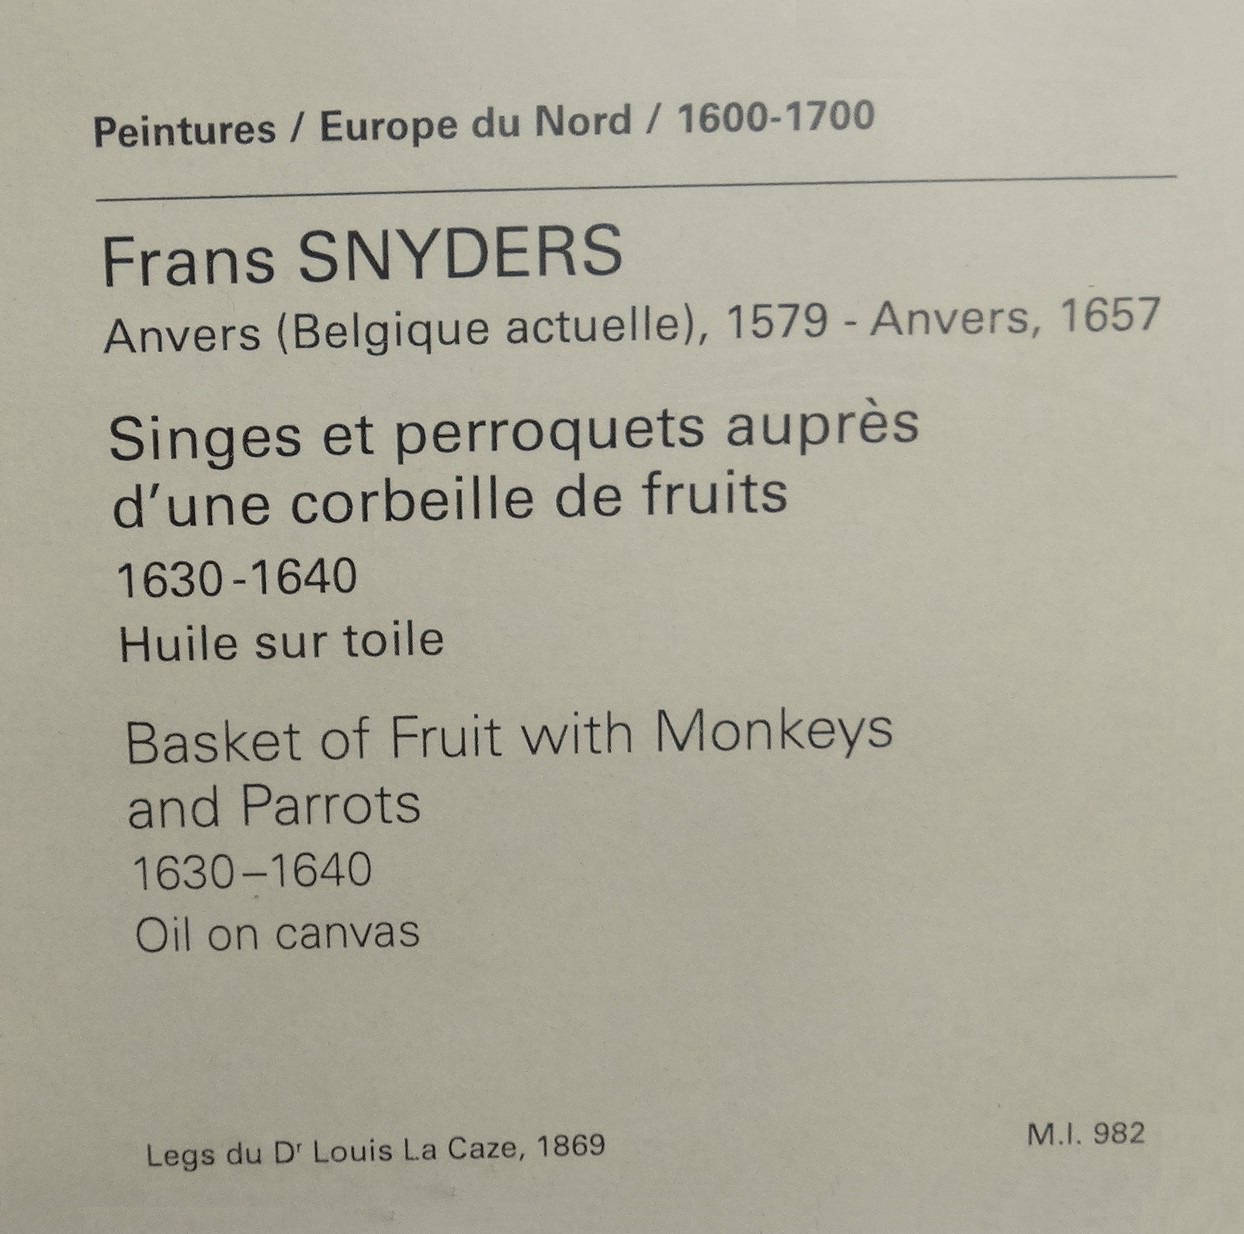 Peintures / Europe du Nord / 1600-1700
Frans SNYDERS
Anvers (Belgique actuelle), 1579 - Anvers, 1657
Singes et perroquets auprès
d'une corbeille de fruits
1630-1640
Huile sur toile
Basket of Fruit with Monkeys
and Parrots
1630–1640
Oil on canvas
Legs du Dʳ Louis La Caze, 1869
M.I. 982